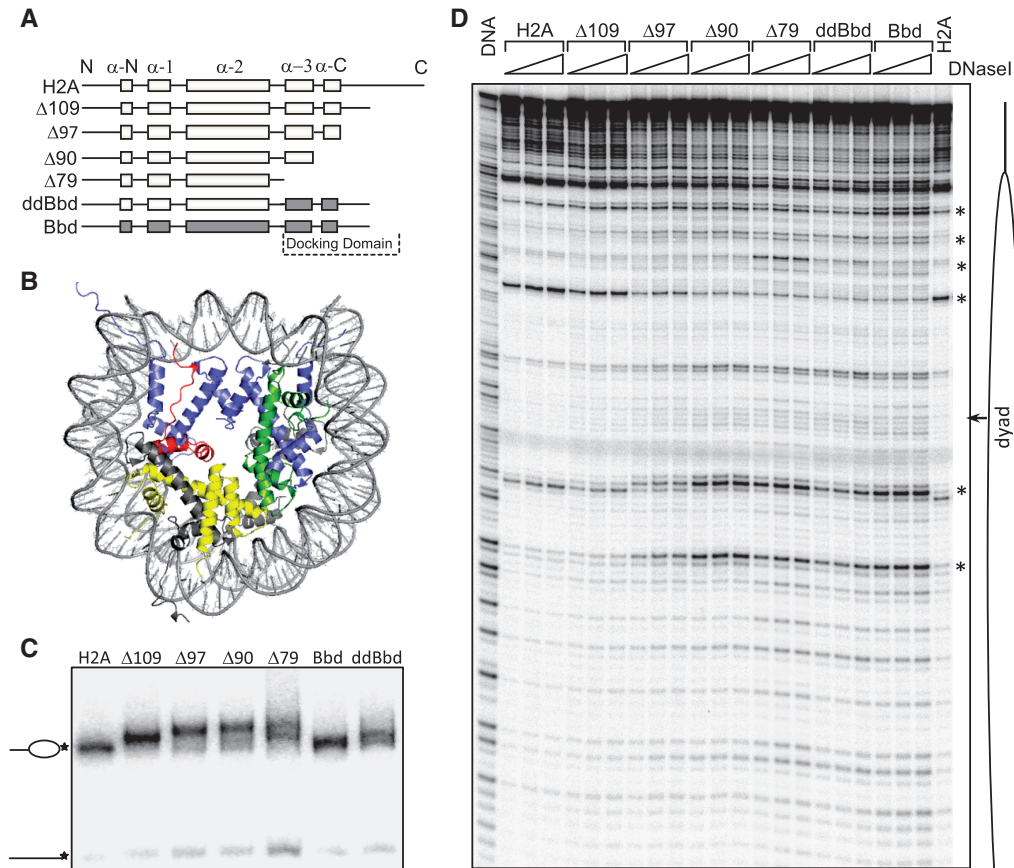 A
N α-N α-1 α-2 α−3 α-C C
H2A
Δ109
Δ97
Δ90
Δ79
ddBbd
Bbd
Docking Domain
B
C
H2A Δ109 Δ97 Δ90 Δ79 Bbd ddBbd
★
★
D
DNA H2A Δ109 Δ97 Δ90 Δ79 ddBbd Bbd H2A
DNaseI
*
*
*
*
dyad
*
*